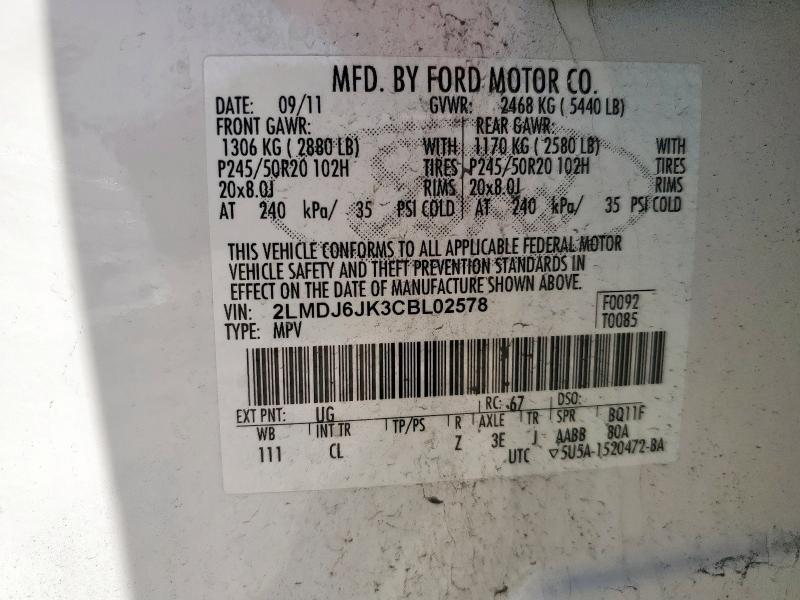 MFD. BY FORD MOTOR CO.
DATE: 09/11 GVWR: 2468 KG ( 5440 LB)
FRONT GAWR: REAR GAWR:
1306 KG ( 2880 LB) WITH 1170 KG ( 2580 LB) WITH
P245/50R20 102H TIRES P245/50R20 102H TIRES
20x8.0J RIMS 20x8.0J RIMS
AT 240 kPa/ 35 PSI COLD AT 240 kPa/ 35 PSI COLD
THIS VEHICLE CONFORMS TO ALL APPLICABLE FEDERAL MOTOR
VEHICLE SAFETY AND THEFT PREVENTION STANDARDS IN
EFFECT ON THE DATE OF MANUFACTURE SHOWN ABOVE.
VIN: 2LMDJ6JK3CBL02578 F0092
TYPE: MPV T0085
EXT PNT: UG RC: 67 DSO:
WB INT TR TP/PS R AXLE TR SPR BQ11F
111 CL Z 3E J AABB 80A
UTC ▽5U5A-1520472-BA